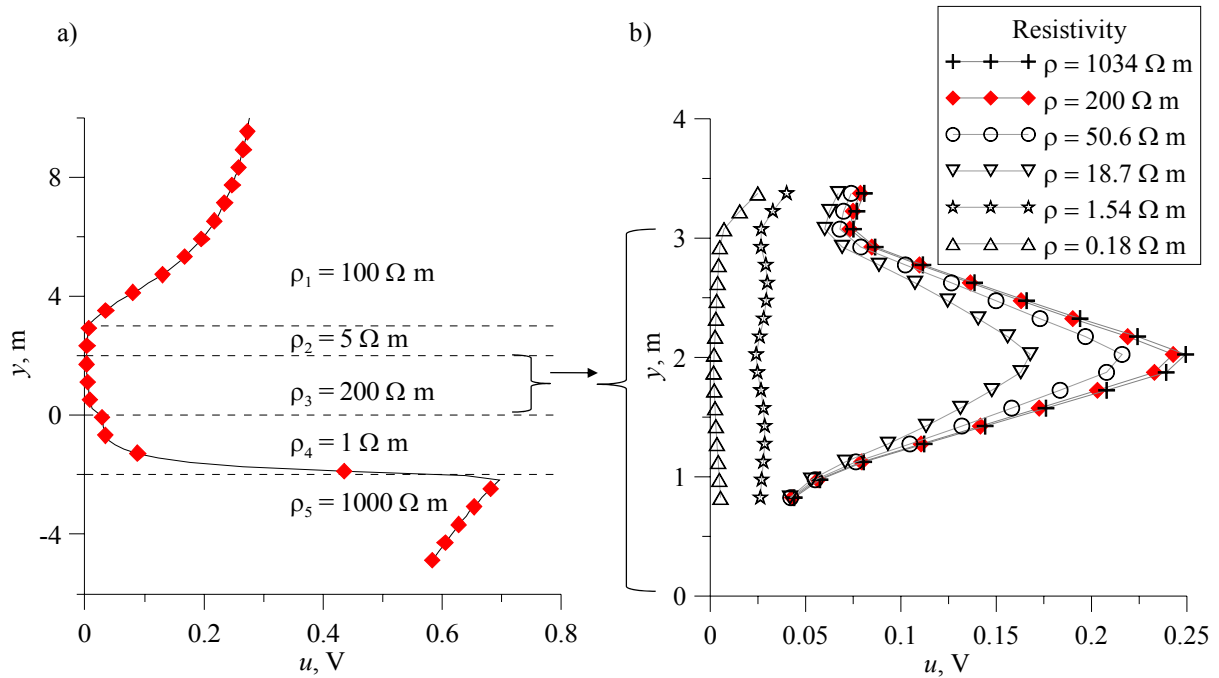 a)
y, m
8
4
0
-4
0
0.2
0.4
0.6
0.8
u, V
ρ1 = 100 Ω m
ρ2 = 5 Ω m
ρ3 = 200 Ω m
ρ4 = 1 Ω m
ρ5 = 1000 Ω m
b)
Resistivity
ρ = 1034 Ω m
ρ = 200 Ω m
ρ = 50.6 Ω m
ρ = 18.7 Ω m
ρ = 1.54 Ω m
ρ = 0.18 Ω m
y, m
4
3
2
1
0
0
0.05
0.1
0.15
0.2
0.25
u, V